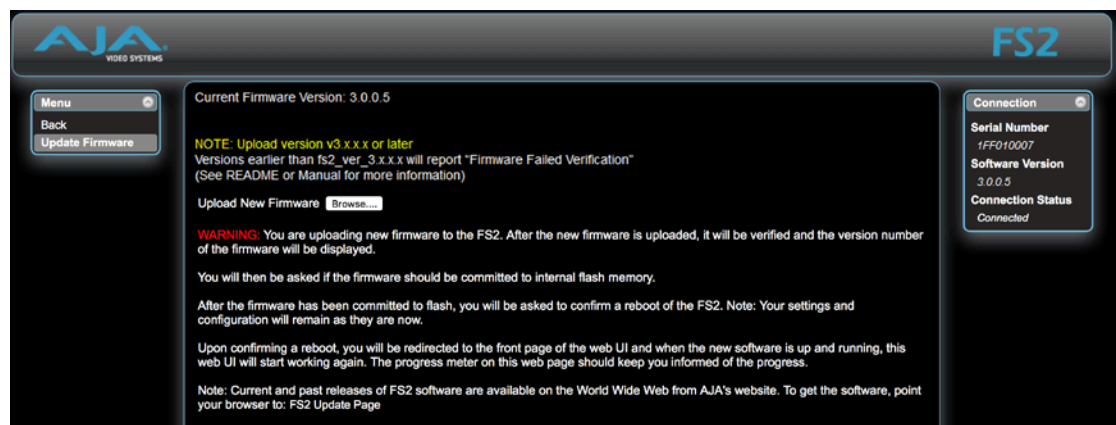 AJA
VIDEO SYSTEMS
FS2
Menu
Back
Update Firmware
Current Firmware Version: 3.0.0.5
NOTE: Upload version v3.x.x.x or later
Versions earlier than fs2_ver_3.x.x.x will report "Firmware Failed Verification"
(See README or Manual for more information)
Upload New Firmware Browse....
WARNING: You are uploading new firmware to the FS2. After the new firmware is uploaded, it will be verified and the version number
of the firmware will be displayed.
You will then be asked if the firmware should be committed to internal flash memory.
After the firmware has been committed to flash, you will be asked to confirm a reboot of the FS2. Note: Your settings and
configuration will remain as they are now.
Upon confirming a reboot, you will be redirected to the front page of the web UI and when the new software is up and running, this
web UI will start working again. The progress meter on this web page should keep you informed of the progress.
Note: Current and past releases of FS2 software are available on the World Wide Web from AJA's website. To get the software, point
your browser to: FS2 Update Page
Connection
Serial Number
1FF010007
Software Version
3.0.0.5
Connection Status
Connected